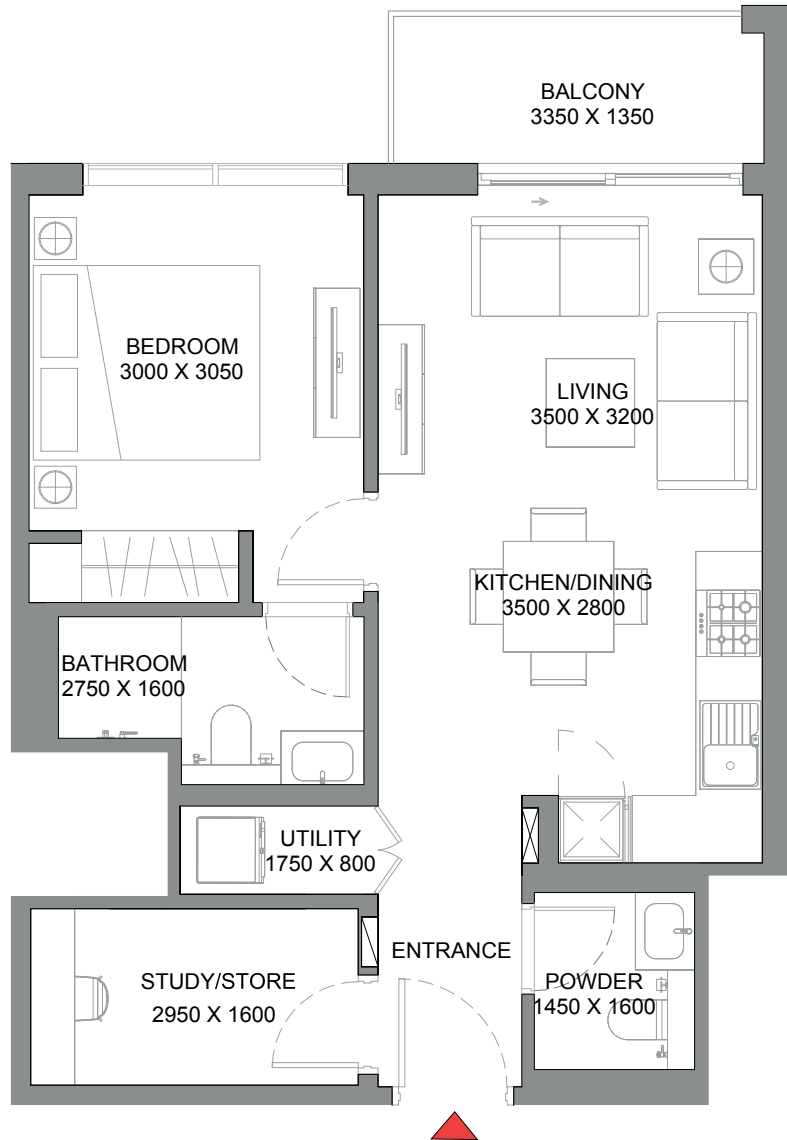 BALCONY
3350 X 1350
BEDROOM
3000 X 3050
LIVING
3500 X 3200
KITCHEN/DINING
3500 X 2800
BATHROOM
2750 X 1600
UTILITY
1750 X 800
ENTRANCE
STUDY/STORE
2950 X 1600
POWDER
1450 X 1600